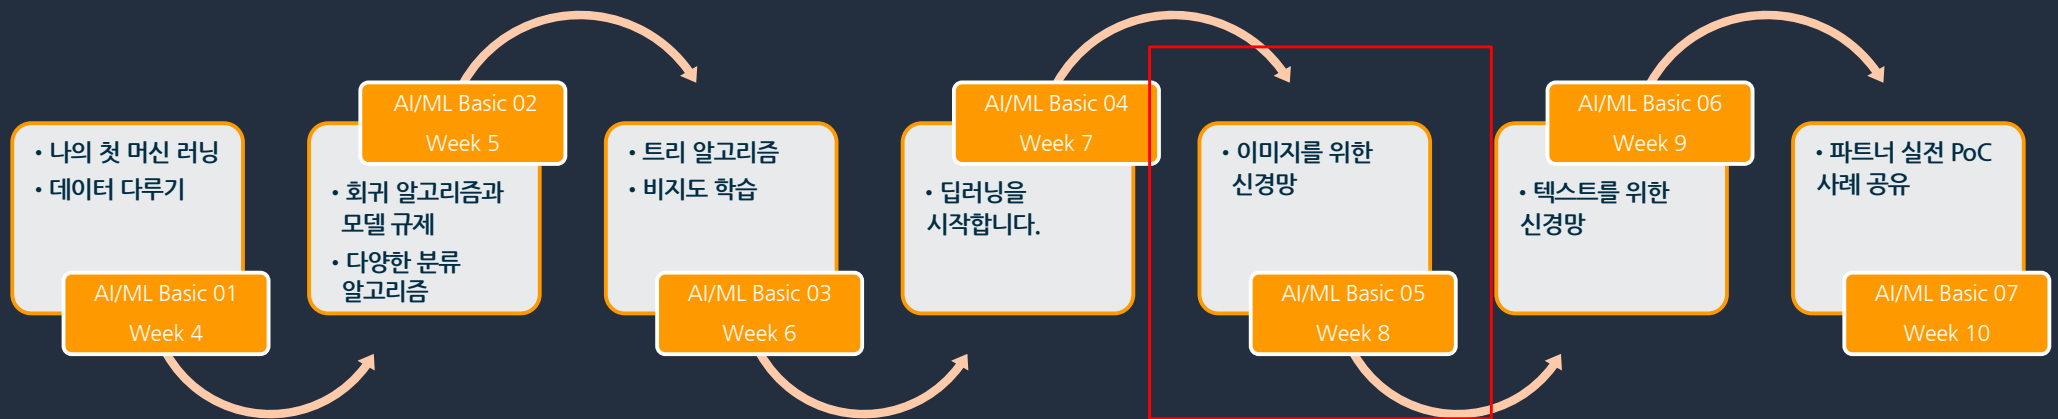 • 나의 첫 머신 러닝
• 데이터 다루기
AI/ML Basic 01
Week 4
AI/ML Basic 02
Week 5
• 회귀 알고리즘과
모델 규제
• 다양한 분류
알고리즘
• 트리 알고리즘
• 비지도 학습
AI/ML Basic 03
Week 6
AI/ML Basic 04
Week 7
• 딥러닝을
시작합니다.
• 이미지를 위한
신경망
AI/ML Basic 05
Week 8
AI/ML Basic 06
Week 9
• 텍스트를 위한
신경망
• 파트너 실전 PoC
사례 공유
AI/ML Basic 07
Week 10